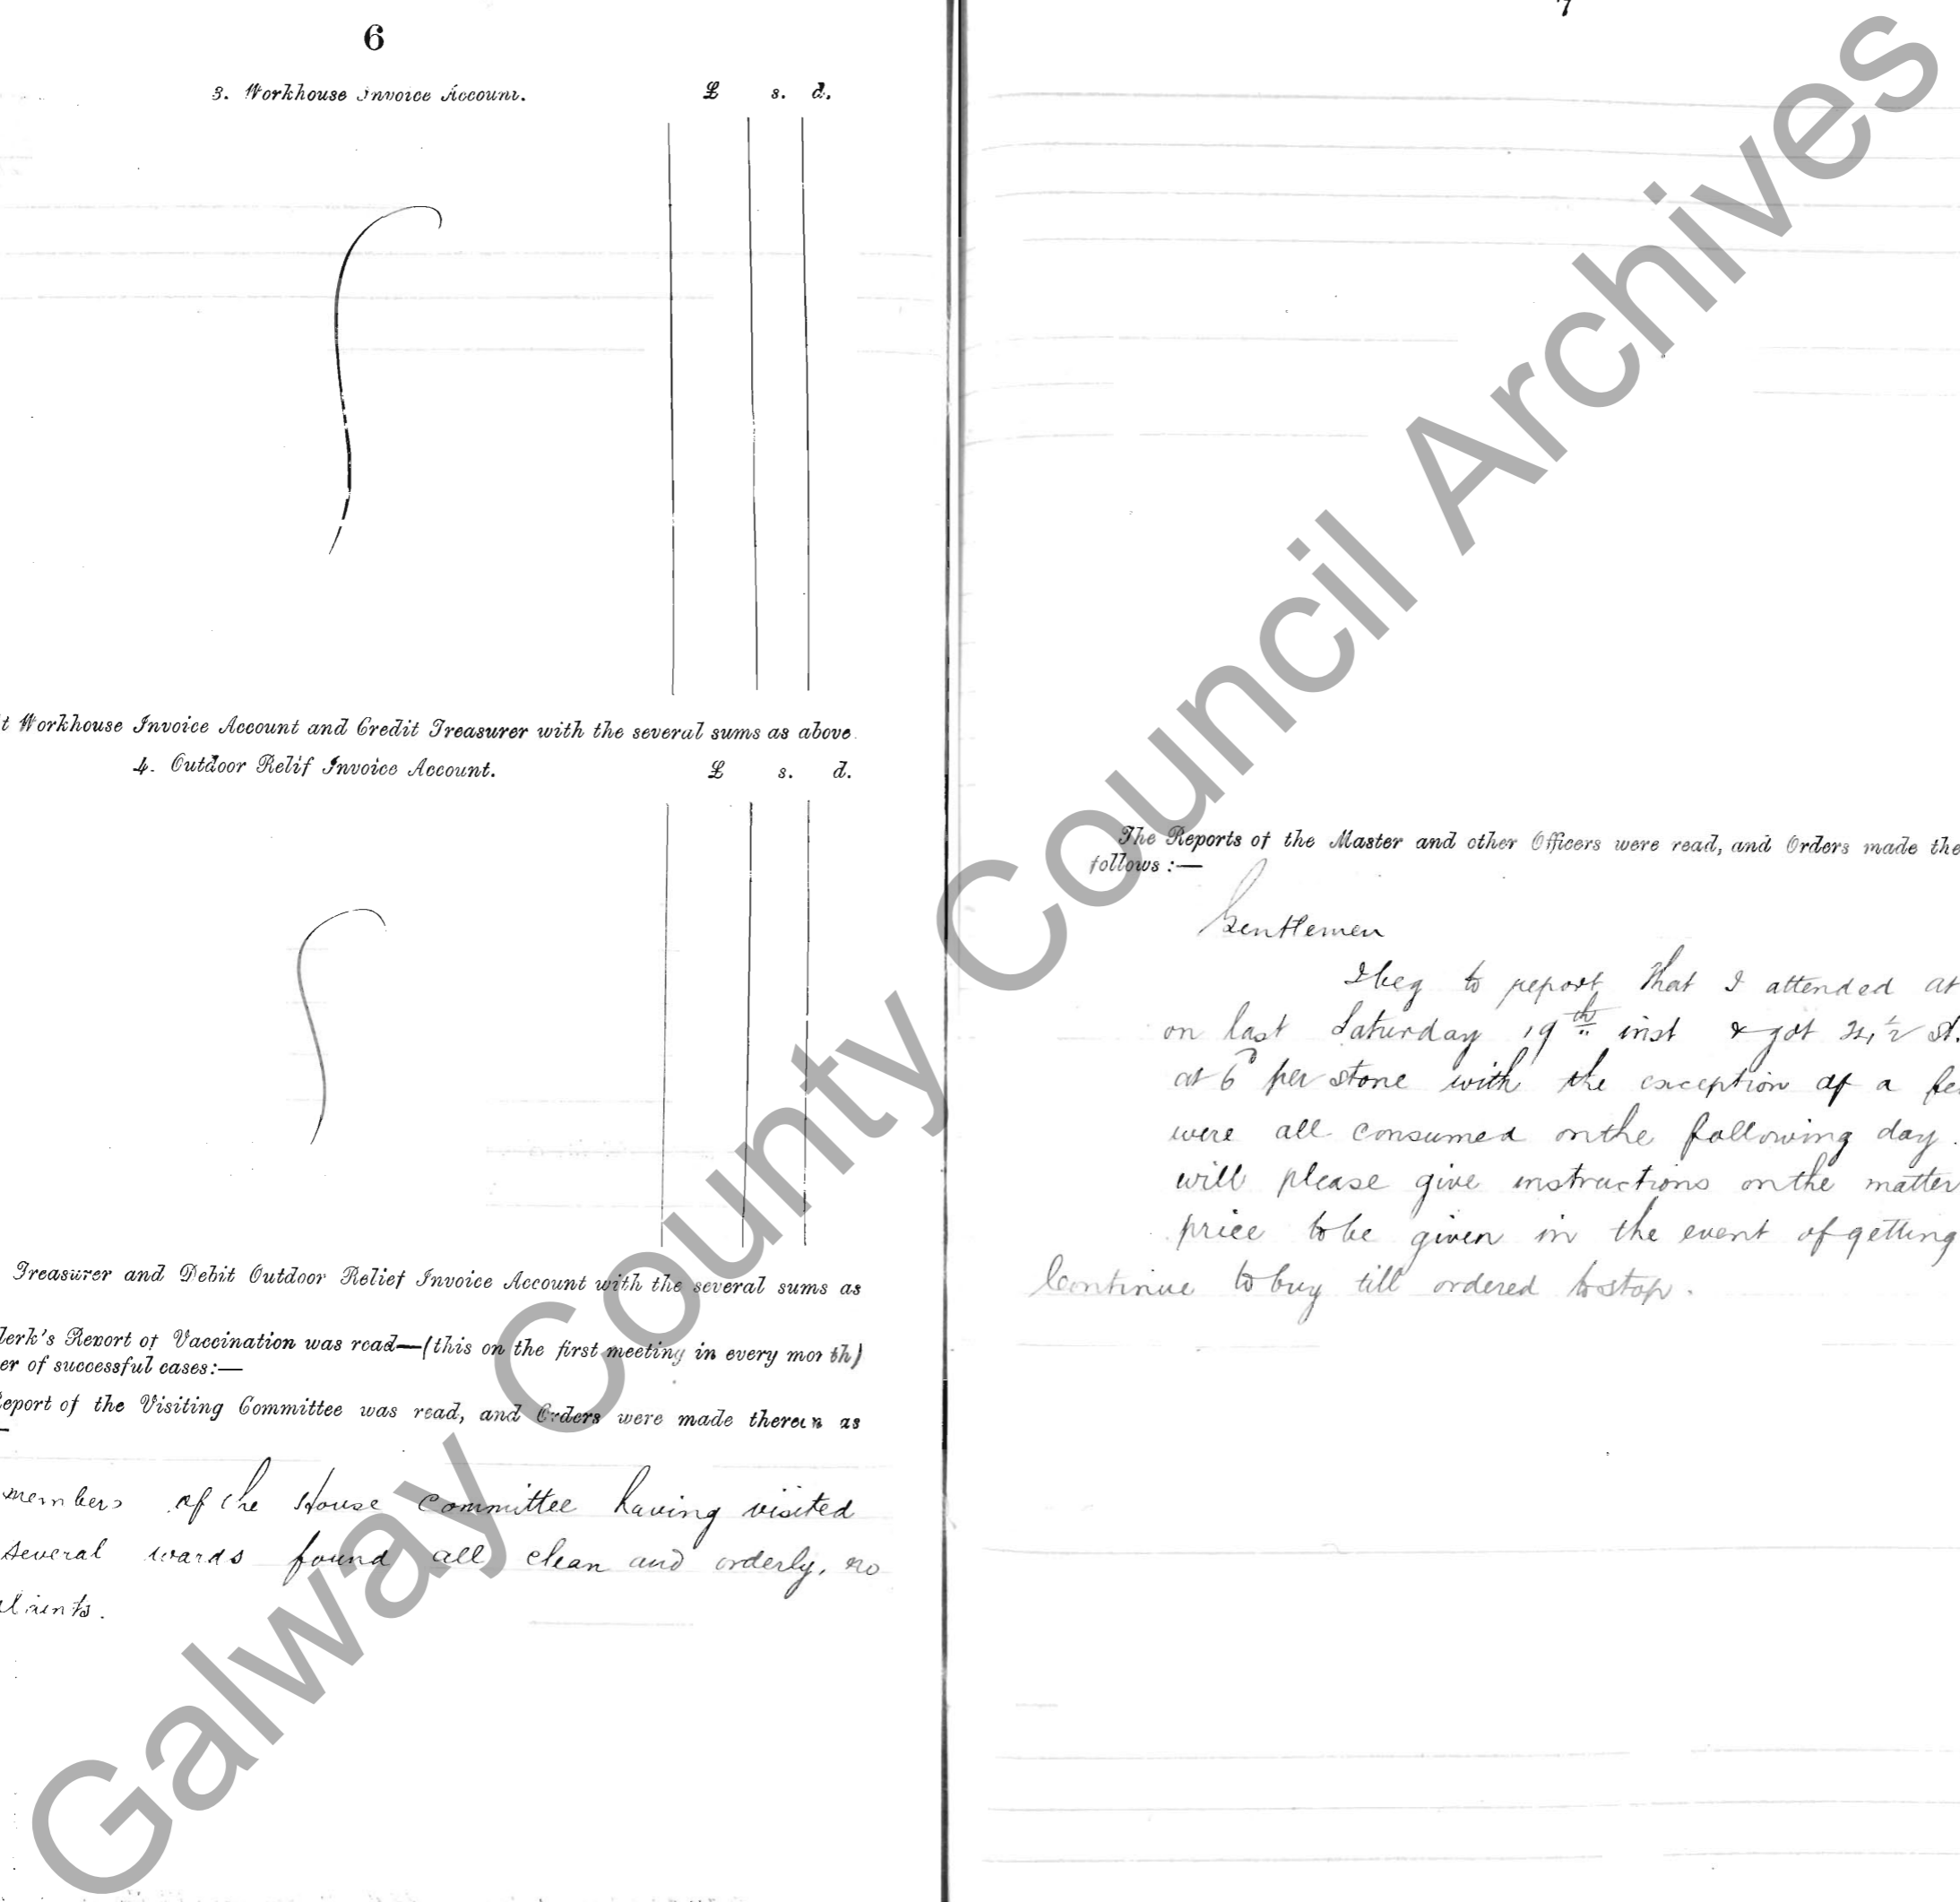 6
3. Workhouse Invoice Account. £ s. d.
t Workhouse Invoice Account and Credit Treasurer with the several sums as above.
4. Outdoor Relif Invoice Account. £ s. d.
Treasurer and Debit Outdoor Relief Invoice Account with the several sums as
lerk's Report of Vaccination was read—(this on the first meeting in every month)
er of successful cases:—
eport of the Visiting Committee was read, and Orders were made thereon as
members of the House committee having visited
several wards found all clean and orderly, no
laints.
7
The Reports of the Master and other Officers were read, and Orders made the
follows :—
Gentlemen
I beg to report that I attended at
on last Saturday 19th inst & got st.
at 6d per stone with the exception of a fe
were all consumed on the following day.
will please give instructions on the matter
price to be given in the event of getting
Continue to buy till ordered to stop.
Galway County Council Archives